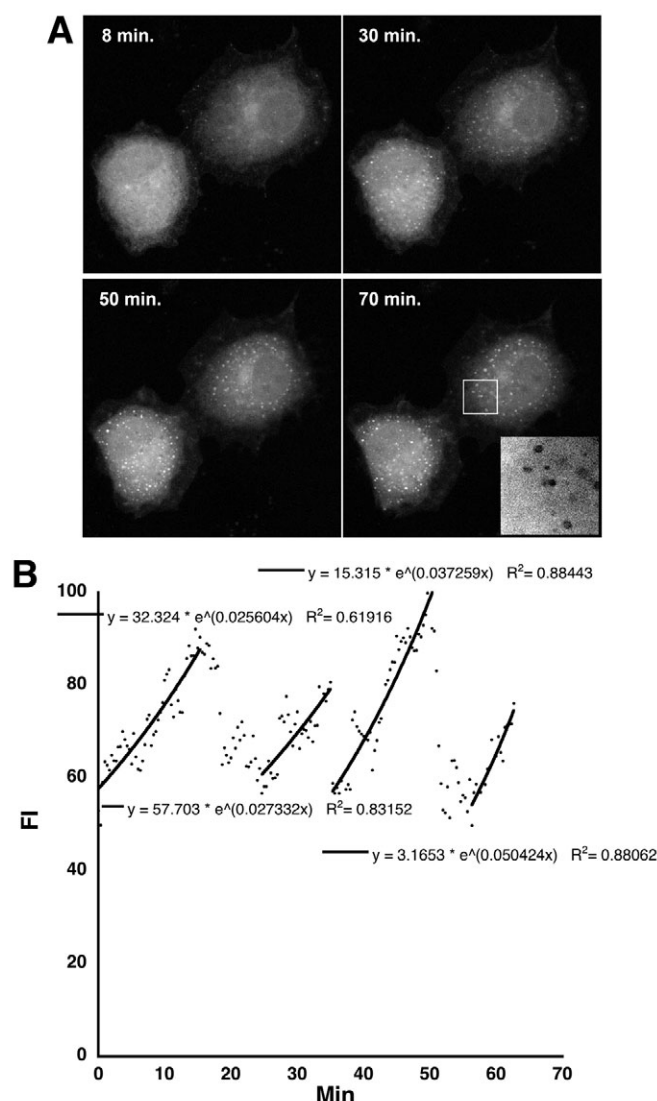 A
8 min.
30 min.
50 min.
70 min.
B
y = 15.315 * e^(0.037259x) R²= 0.88443
100
y = 32.324 * e^(0.025604x) R²= 0.61916
80
60
y = 57.703 * e^(0.027332x) R²= 0.83152
FI
y = 3.1653 * e^(0.050424x) R²= 0.88062
40
20
0
0 10 20 30 40 50 60 70
Min